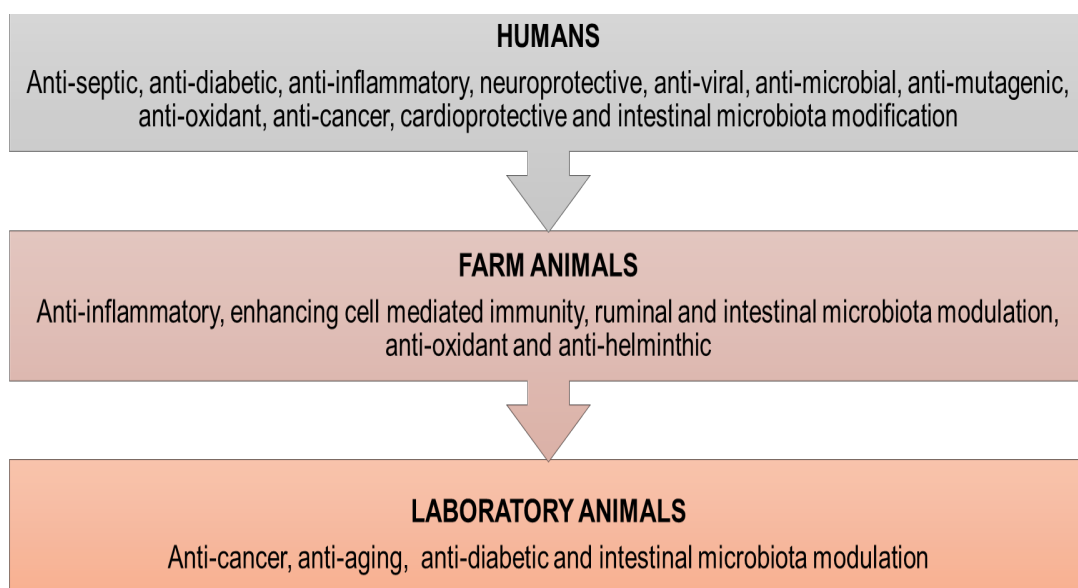 HUMANS
Anti-septic, anti-diabetic, anti-inflammatory, neuroprotective, anti-viral, anti-microbial, anti-mutagenic,
anti-oxidant, anti-cancer, cardioprotective and intestinal microbiota modification
FARM ANIMALS
Anti-inflammatory, enhancing cell mediated immunity, ruminal and intestinal microbiota modulation,
anti-oxidant and anti-helminthic
LABORATORY ANIMALS
Anti-cancer, anti-aging,  anti-diabetic and intestinal microbiota modulation